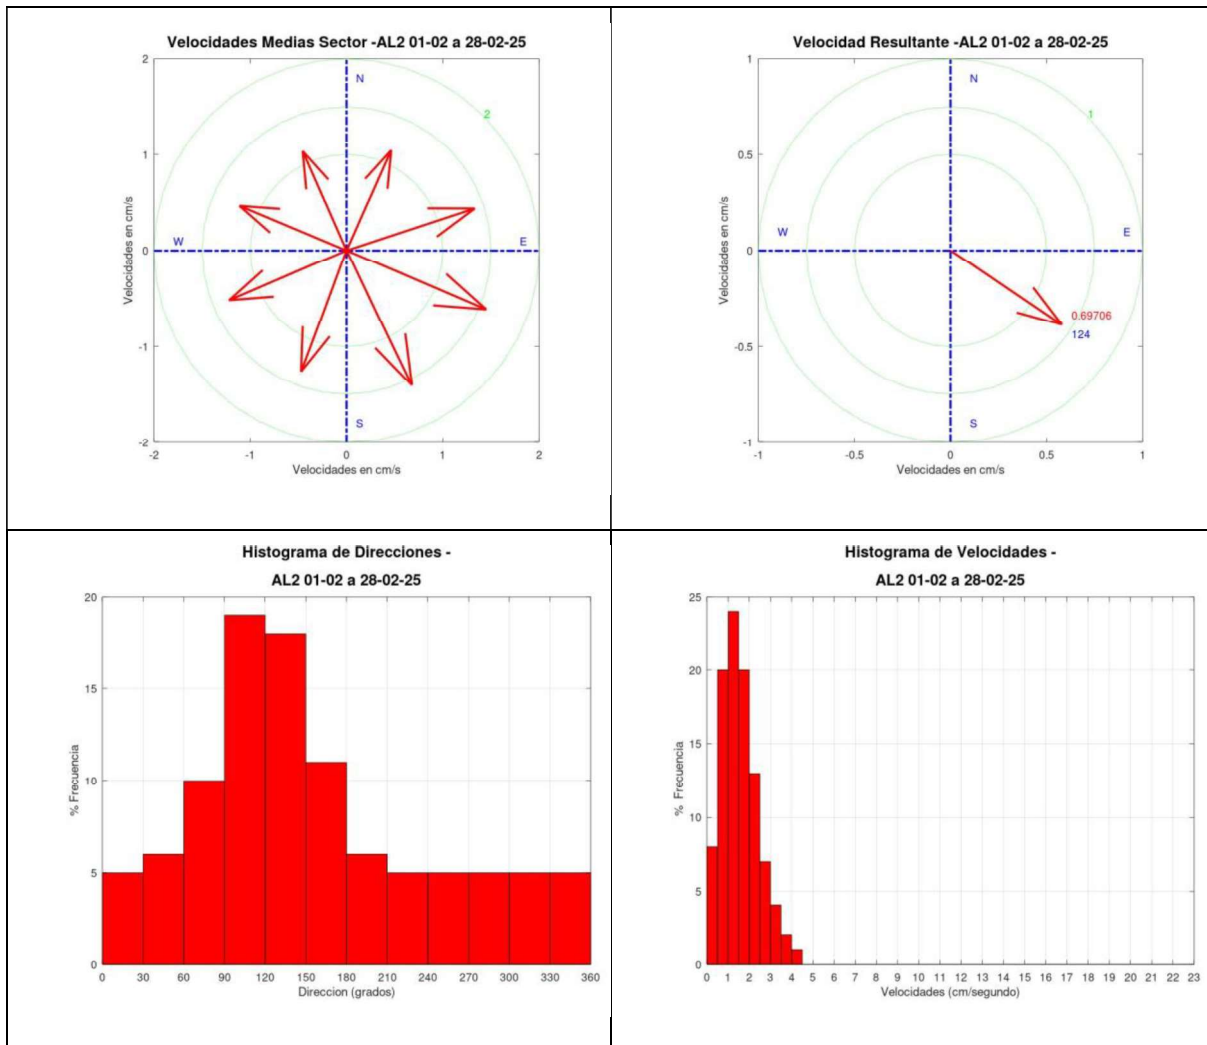 Velocidades Medias Sector -AL2 01-02 a 28-02-25
2
N
2
1
Velocidades en cm/s
0
W
E
-1
S
-2
-2 -1 0 1 2
Velocidades en cm/s
Velocidad Resultante -AL2 01-02 a 28-02-25
1
N
1
0.5
Velocidades en cm/s
W
E
0
0.69706
124
-0.5
S
-1
-1 -0.5 0 0.5 1
Velocidades en cm/s
Histograma de Direcciones -
AL2 01-02 a 28-02-25
20
15
% Frecuencia
10
5
0
0 30 60 90 120 150 180 210 240 270 300 330 360
Direccion (grados)
Histograma de Velocidades -
AL2 01-02 a 28-02-25
25
20
15
% Frecuencia
10
5
0
0 1 2 3 4 5 6 7 8 9 10 11 12 13 14 15 16 17 18 19 20 21 22 23
Velocidades (cm/segundo)